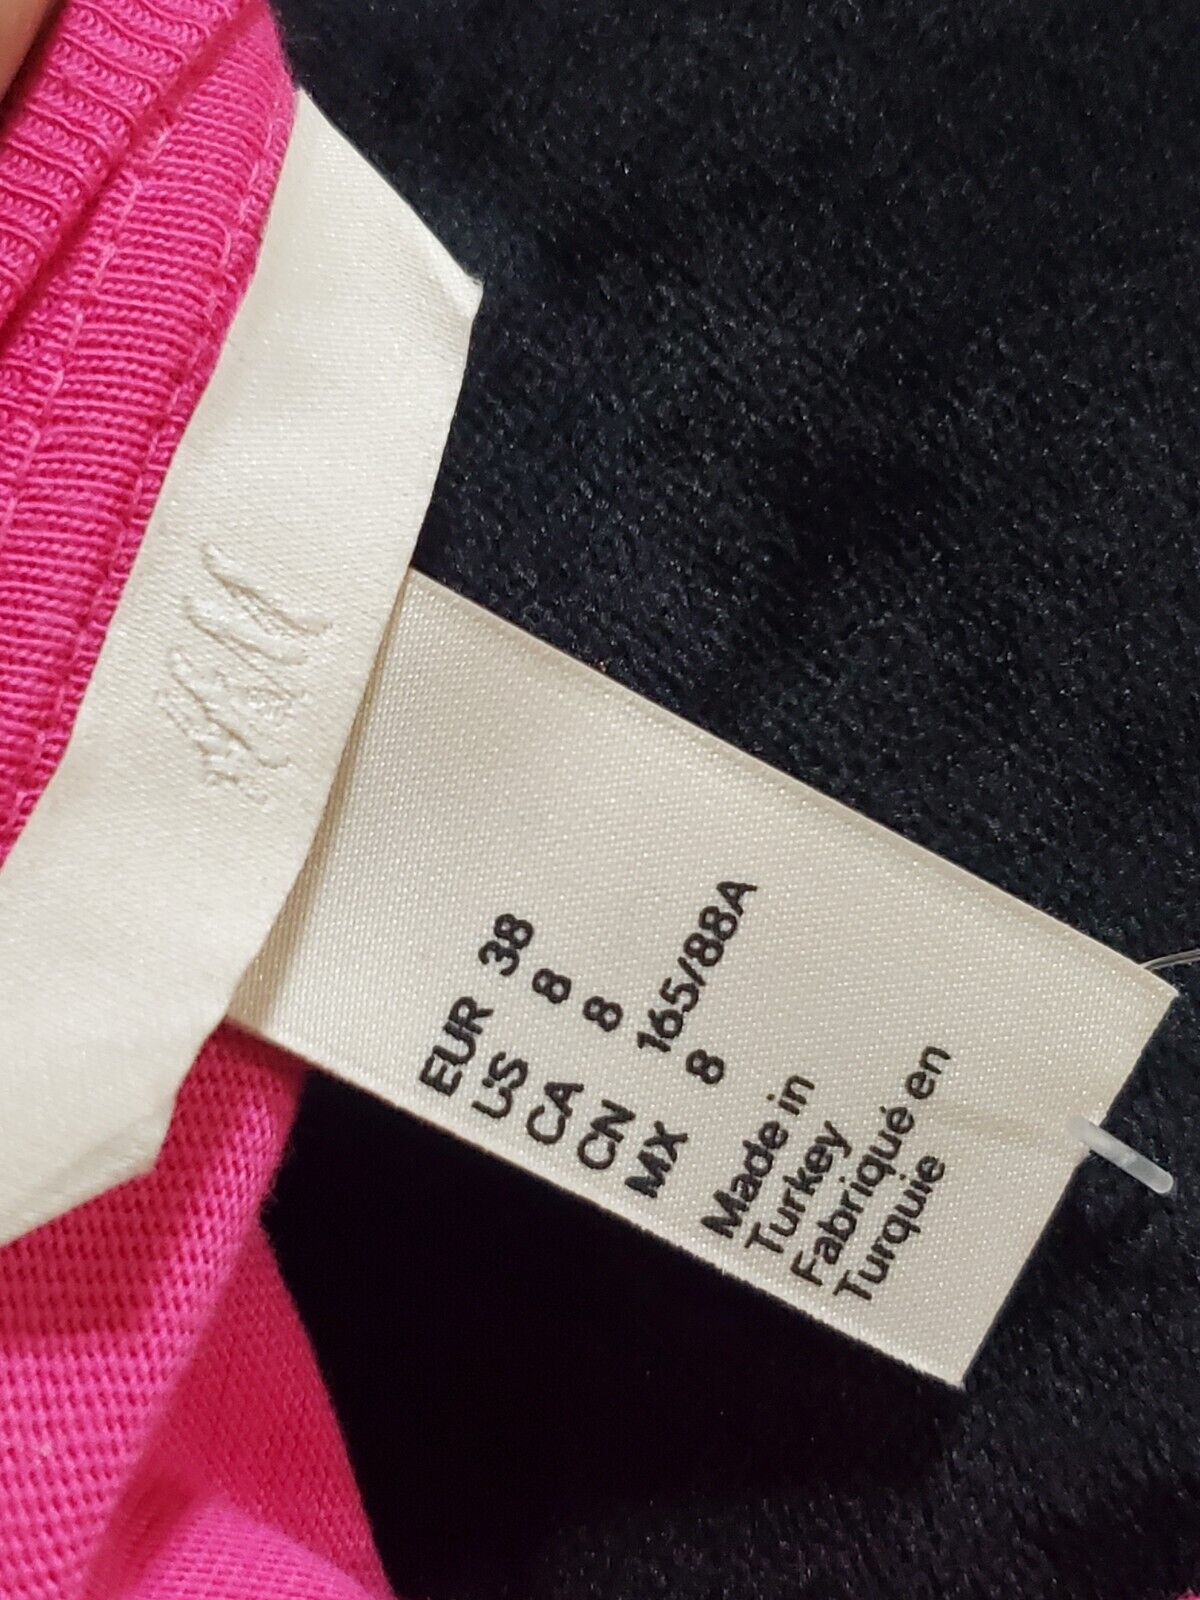 H&M
EUR 38
US 8
CA 8
CN 165/88A
MX 8
Made in
Turkey
Fabriqué en
Turquie